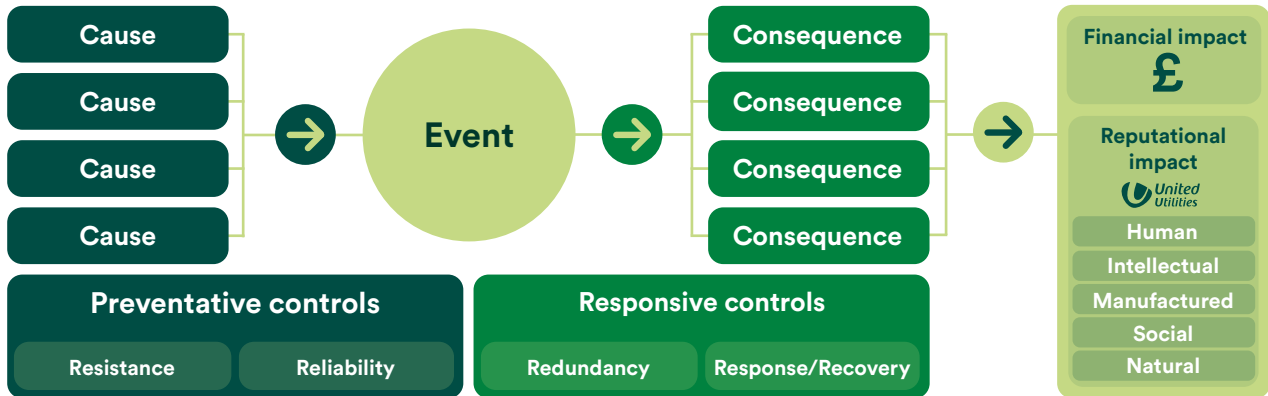 Cause
Cause
Cause
Cause
Event
Consequence
Consequence
Consequence
Consequence
Financial impact
£
Reputational
impact
United
Utilities
Human
Intellectual
Manufactured
Social
Natural
Preventative controls
Resistance
Reliability
Responsive controls
Redundancy
Response/Recovery